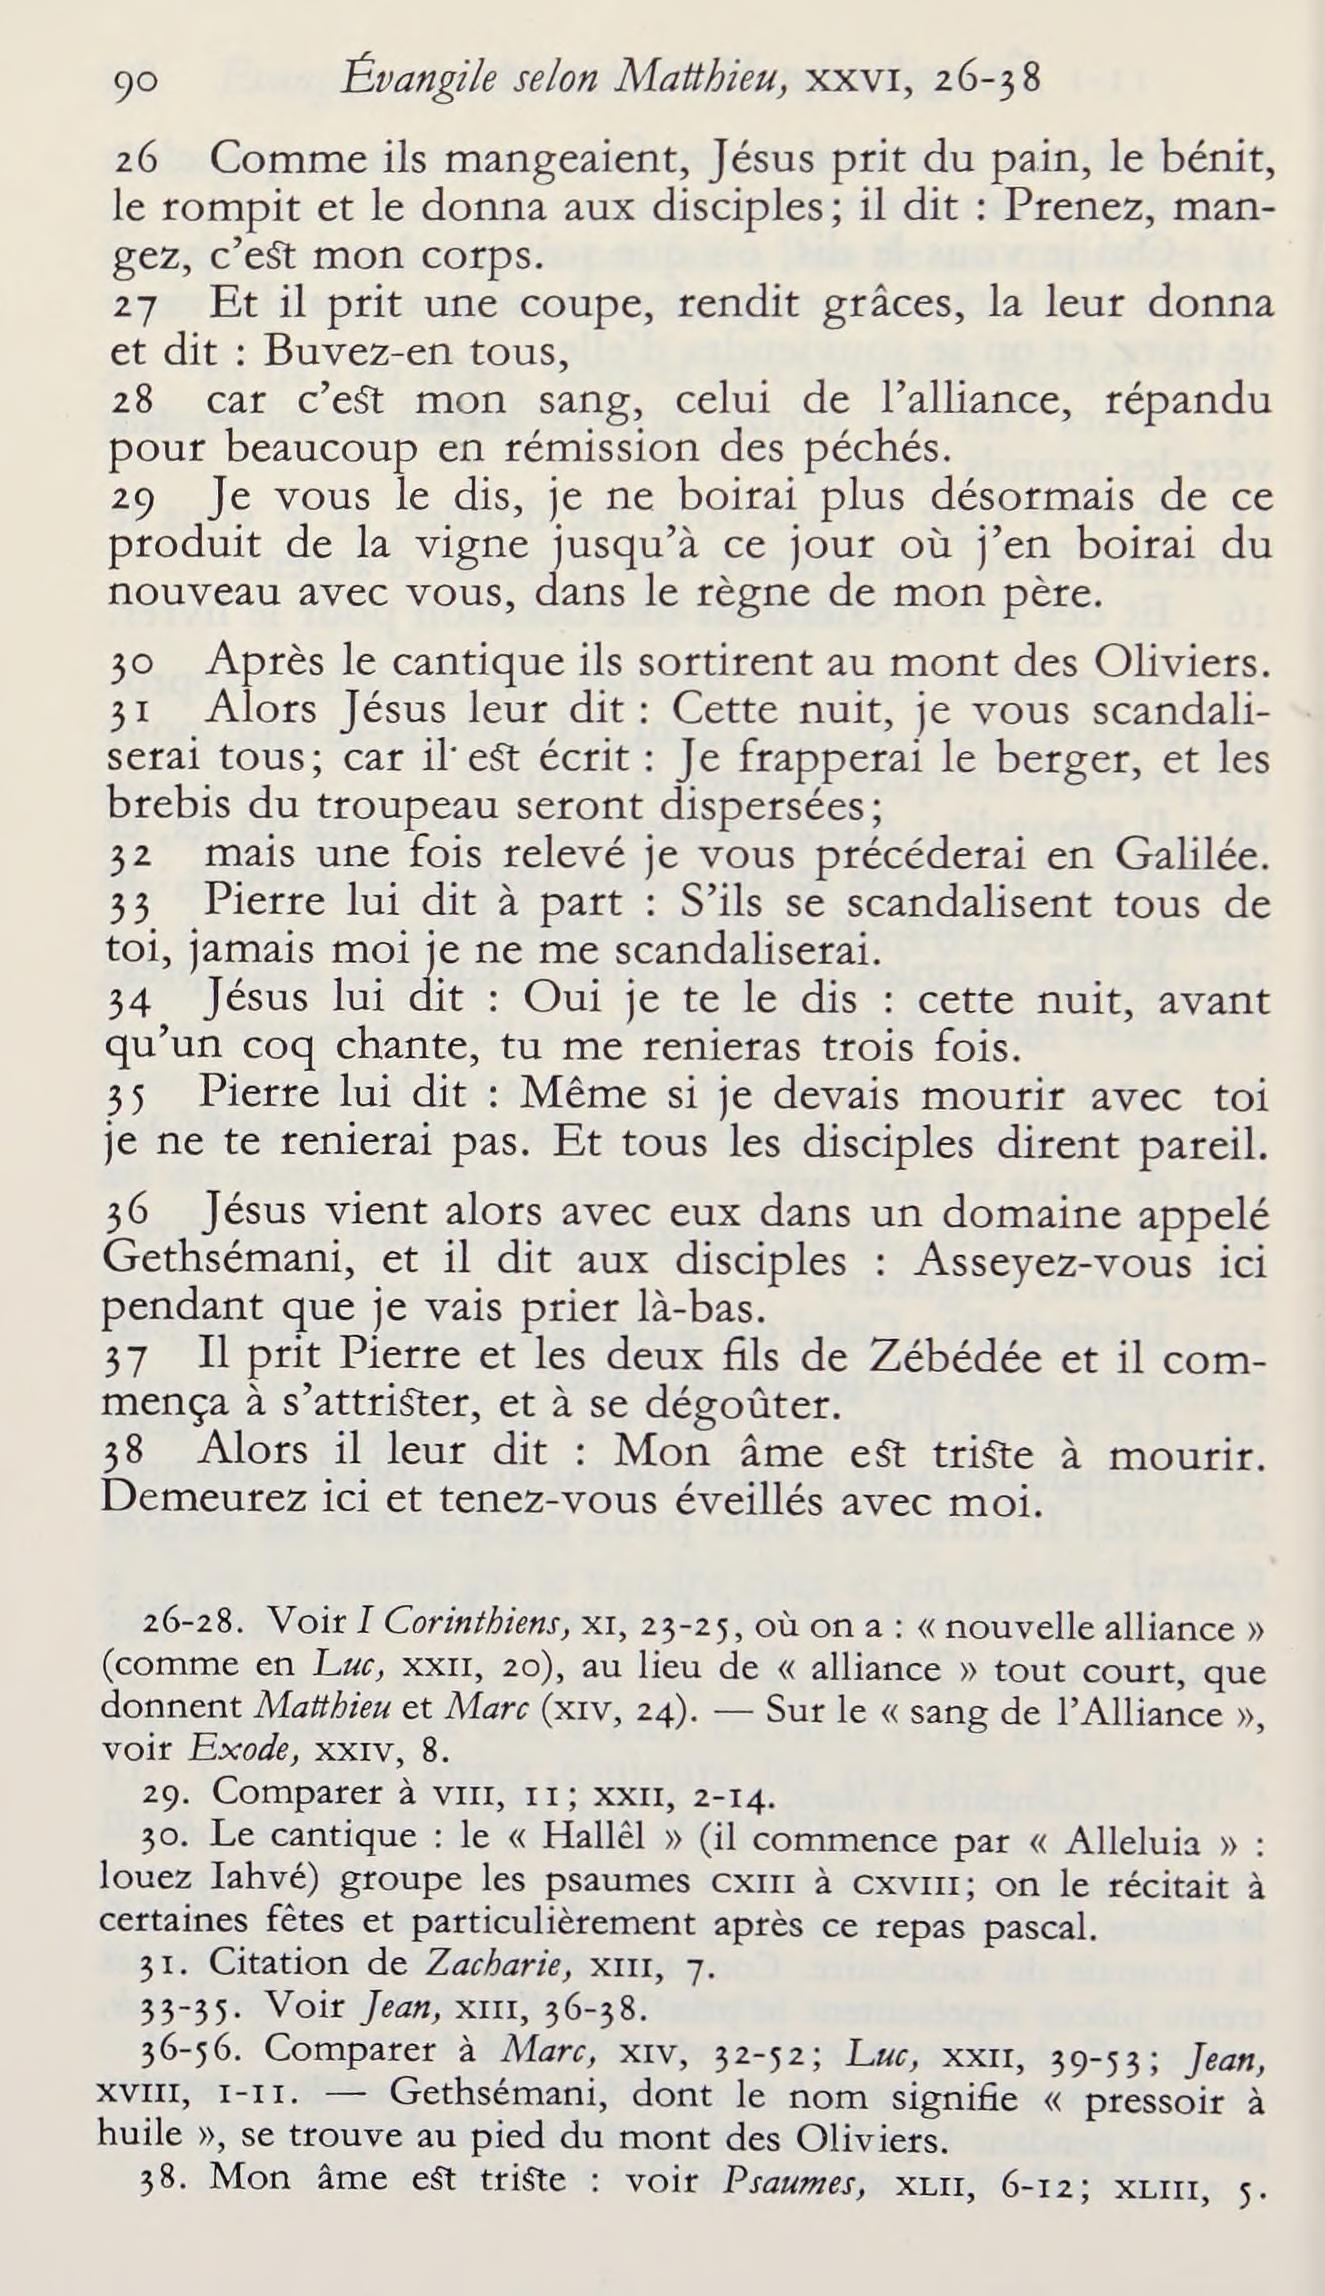 90 Évangile selon Matthieu, XXVI, 26-38
26 Comme ils mangeaient, Jésus prit du pain, le bénit,
le rompit et le donna aux disciples; il dit : Prenez, man-
gez, c'est mon corps.
27 Et il prit une coupe, rendit grâces, la leur donna
et dit : Buvez-en tous,
28 car c'est mon sang, celui de l'alliance, répandu
pour beaucoup en rémission des péchés.
29 Je vous le dis, je ne boirai plus désormais de ce
produit de la vigne jusqu'à ce jour où j'en boirai du
nouveau avec vous, dans le règne de mon père.
30 Après le cantique ils sortirent au mont des Oliviers.
31 Alors Jésus leur dit : Cette nuit, je vous scandali-
serai tous; car il est écrit : Je frapperai le berger, et les
brebis du troupeau seront dispersées;
32 mais une fois relevé je vous précéderai en Galilée.
33 Pierre lui dit à part : S'ils se scandalisent tous de
toi, jamais moi je ne me scandaliserai.
34 Jésus lui dit : Oui je te le dis : cette nuit, avant
qu'un coq chante, tu me renieras trois fois.
35 Pierre lui dit : Même si je devais mourir avec toi
je ne te renierai pas. Et tous les disciples dirent pareil.
36 Jésus vient alors avec eux dans un domaine appelé
Gethsémani, et il dit aux disciples : Asseyez-vous ici
pendant que je vais prier là-bas.
37 Il prit Pierre et les deux fils de Zébédée et il com-
mença à s'attrister, et à se dégoûter.
38 Alors il leur dit : Mon âme est triste à mourir.
Demeurez ici et tenez-vous éveillés avec moi.
26-28. Voir I Corinthiens, XI, 23-25, où on a : « nouvelle alliance »
(comme en Luc, XXII, 20), au lieu de « alliance » tout court, que
donnent Matthieu et Marc (XIV, 24). — Sur le « sang de l'Alliance »,
voir Exode, XXIV, 8.
29. Comparer à VIII, 11; XXII, 2-14.
30. Le cantique : le « Hallêl » (il commence par « Alleluia » :
louez Iahvé) groupe les psaumes CXIII à CXVIII; on le récitait à
certaines fêtes et particulièrement après ce repas pascal.
31. Citation de Zacharie, XIII, 7.
33-35. Voir Jean, XIII, 36-38.
36-56. Comparer à Marc, XIV, 32-52; Luc, XXII, 39-53; Jean,
XVIII, 1-11. — Gethsémani, dont le nom signifie « pressoir à
huile », se trouve au pied du mont des Oliviers.
38. Mon âme est triste : voir Psaumes, XLII, 6-12; XLIII, 5.